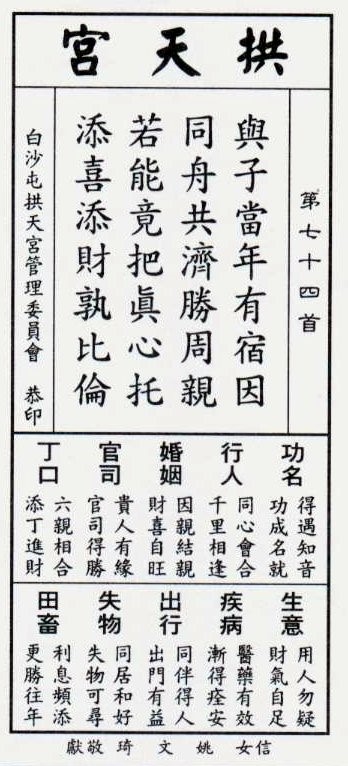 拱天宮
第七十四首
與子當年有宿因
同舟共濟勝周親
若能竟把眞心托
添喜添財孰比倫
白沙屯拱天宮管理委員會 恭印
功名
得遇知音
功成名就
行人
同心會合
千里相逢
婚姻
因親結親
財喜自旺
官司
貴人有緣
官司得勝
丁口
六親相合
添丁進財
生意
用人勿疑
財氣自足
疾病
醫藥有效
漸得痊安
出行
同伴得人
出門有益
失物
同居和好
失物可尋
田畜
利息頻添
更勝往年
信女 姚文琦 敬獻